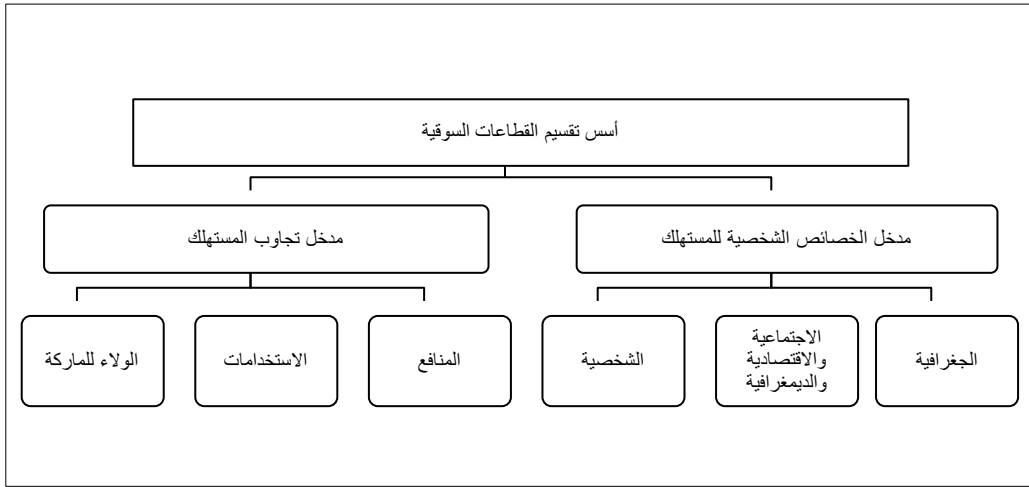 أسس تقسيم القطاعات السوقية
مدخل الخصائص الشخصية للمستهلك
مدخل تجاوب المستهلك
الجغرافية
الاجتماعية
والاقتصادية
والديمغرافية
الشخصية
المنافع
الاستخدامات
الولاء للماركة